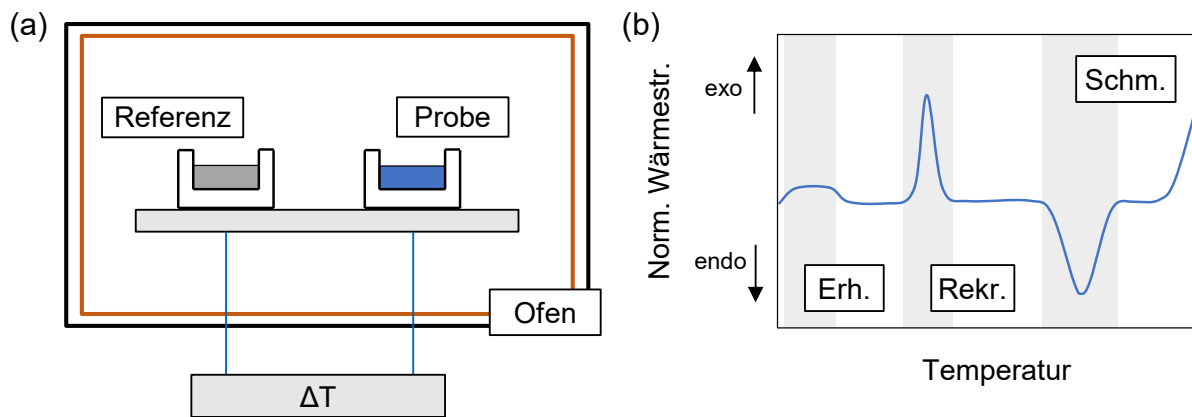 (a)
Referenz
Probe
Ofen
ΔT
(b)
Norm. Wärmestr.
exo
endo
Schm.
Erh.
Rekr.
Temperatur